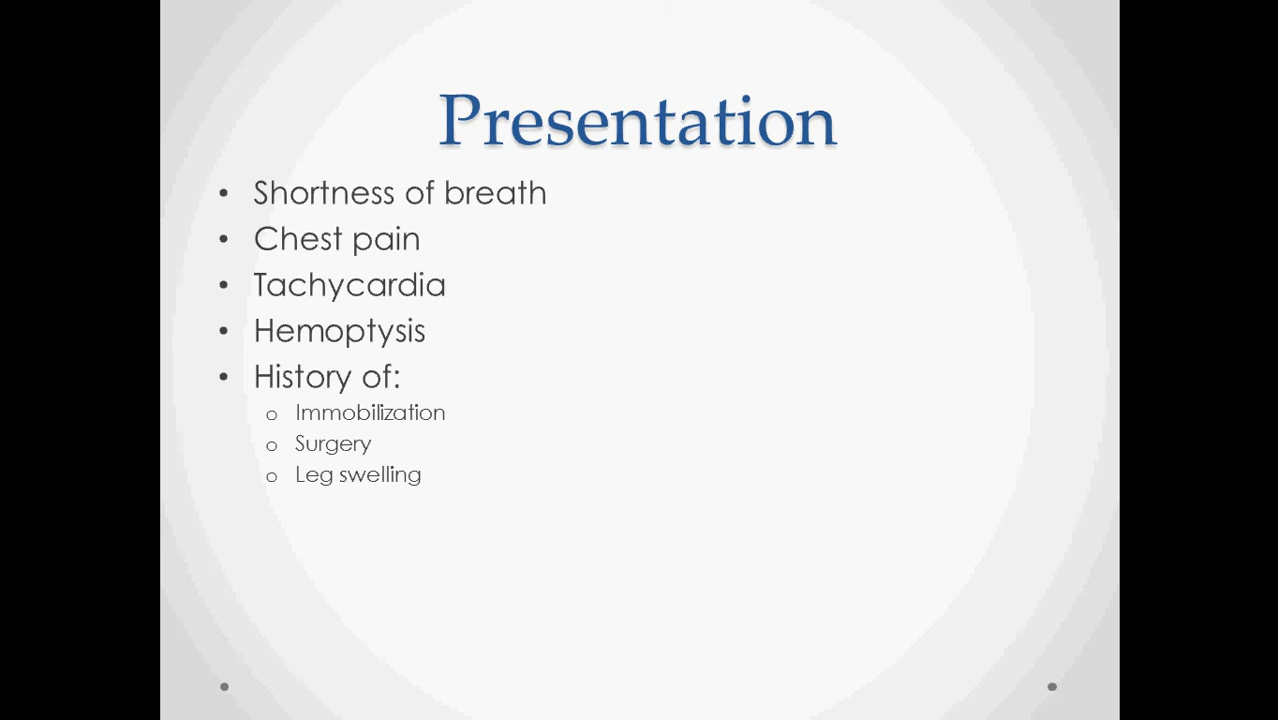 Presentation
• Shortness of breath
• Chest pain
• Tachycardia
• Hemoptysis
• History of:
o Immobilization
o Surgery
o Leg swelling